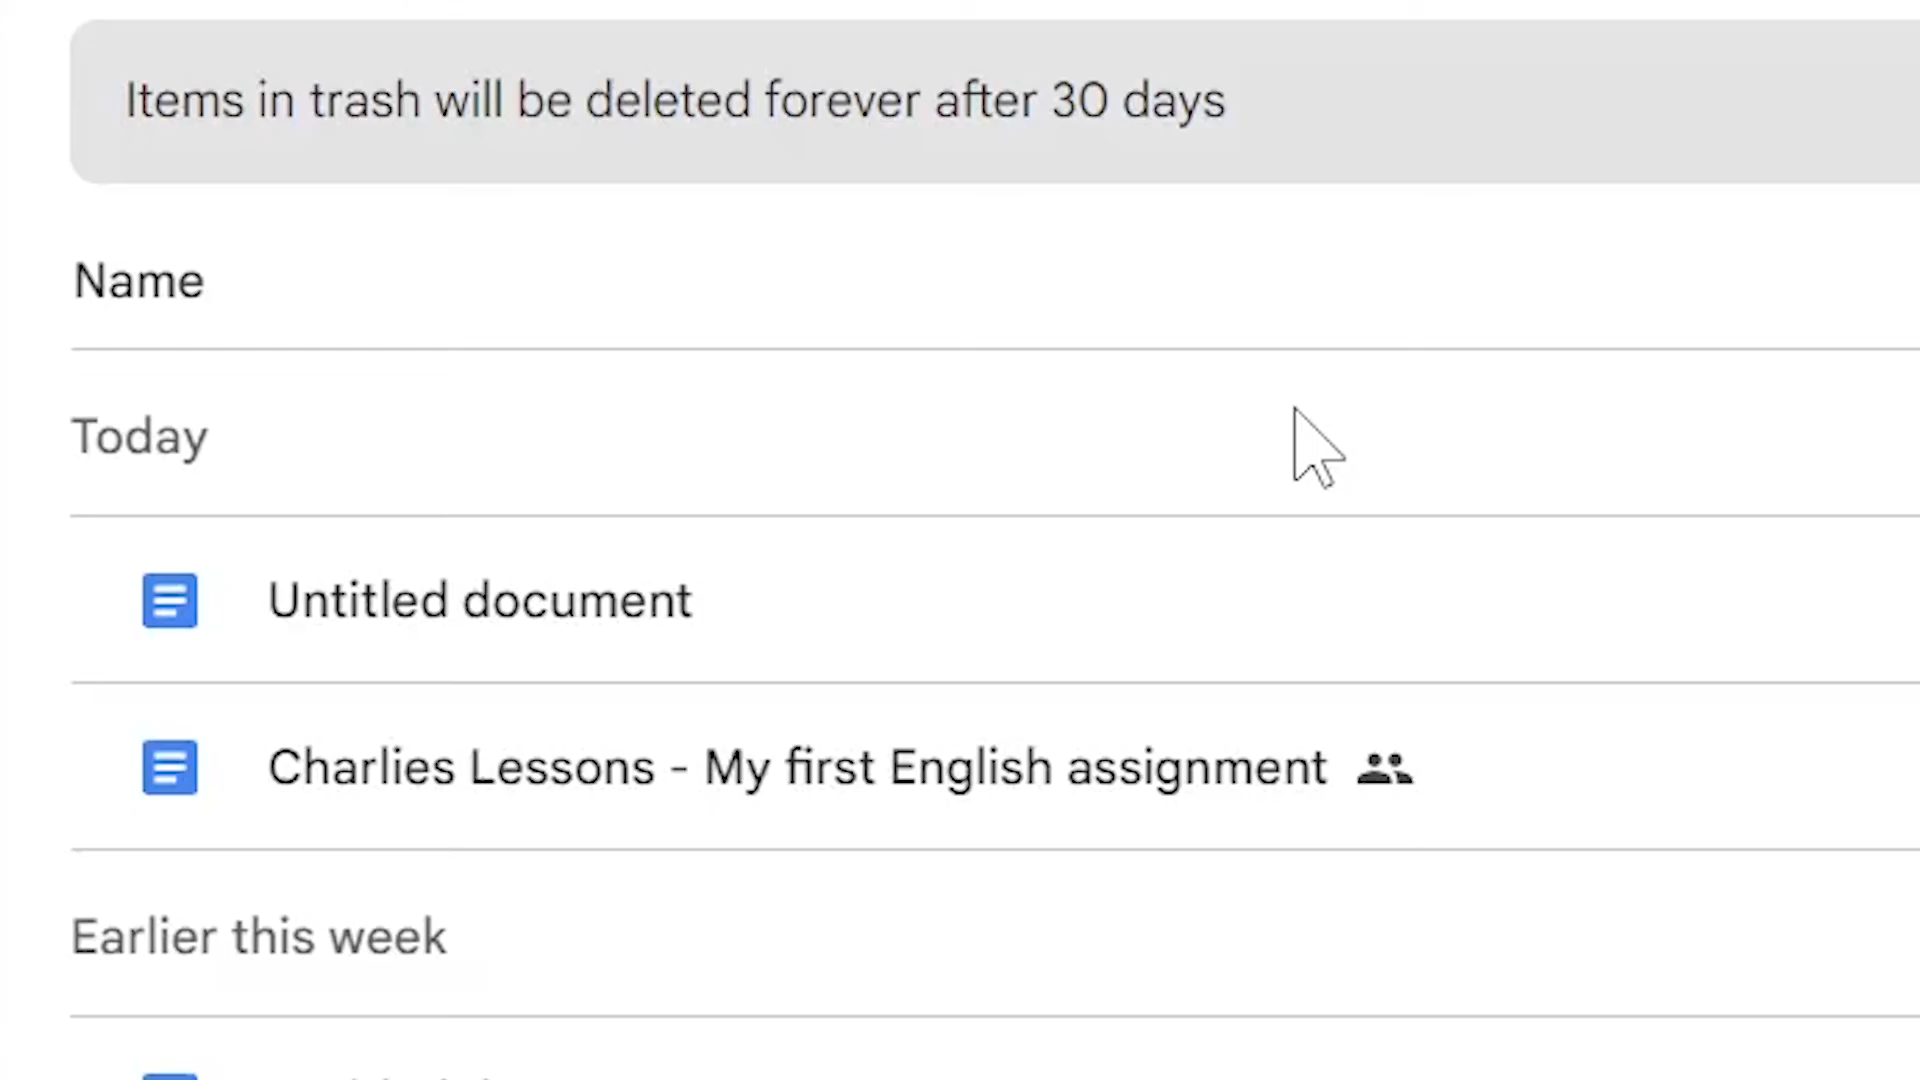 Items in trash will be deleted forever after 30 days
Name
Today
Untitled document
Charlies Lessons - My first English assignment
Earlier this week